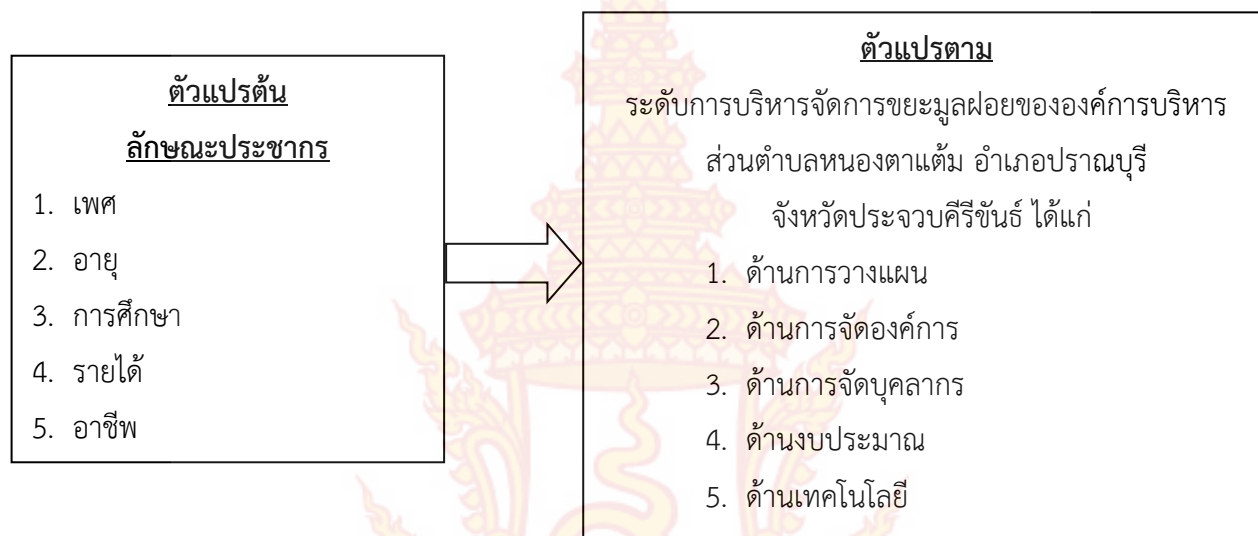 ตัวแปรต้น
ลักษณะประชากร
1. เพศ
2. อายุ
3. การศึกษา
4. รายได้
5. อาชีพ
ตัวแปรตาม
ระดับการบริหารจัดการขยะมูลฝอยขององค์การบริหาร
ส่วนตำบลหนองตาแต้ม อำเภอปราณบุรี
จังหวัดประจวบคีรีขันธ์ ได้แก่
1. ด้านการวางแผน
2. ด้านการจัดองค์การ
3. ด้านการจัดบุคลากร
4. ด้านงบประมาณ
5. ด้านเทคโนโลยี